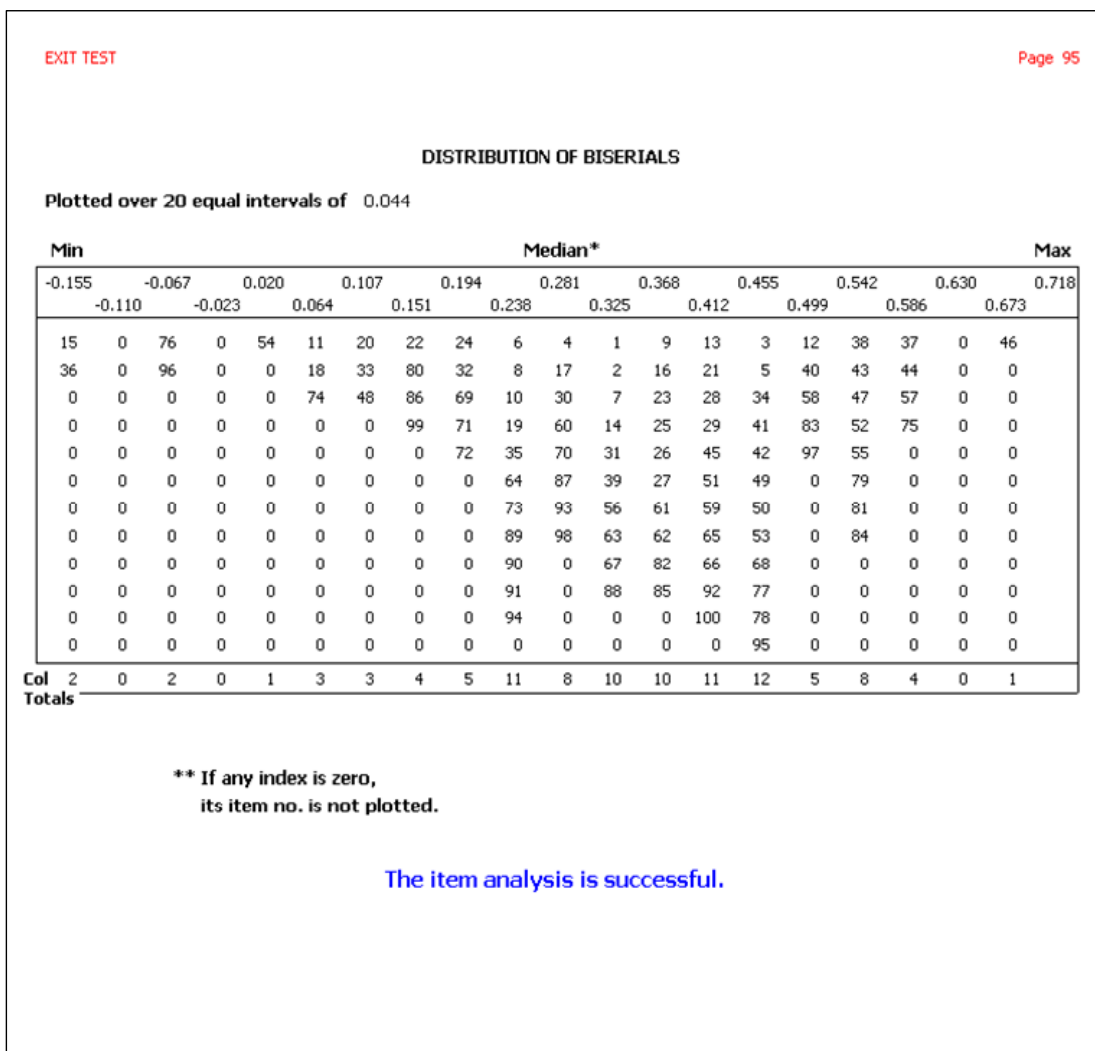 EXIT TEST Page 95
DISTRIBUTION OF BISERIALS
Plotted over 20 equal intervals of 0.044
Min Median* Max
-0.155 -0.067 0.020 0.107 0.194 0.281 0.368 0.455 0.542 0.630 0.718
-0.110 -0.023 0.064 0.151 0.238 0.325 0.412 0.499 0.586 0.673
15 0 76 0 54 11 20 22 24 6 4 1 9 13 3 12 38 37 0 46
36 0 96 0 0 18 33 80 32 8 17 2 16 21 5 40 43 44 0 0
0 0 0 0 0 74 48 86 69 10 30 7 23 28 34 58 47 57 0 0
0 0 0 0 0 0 0 99 71 19 60 14 25 29 41 83 52 75 0 0
0 0 0 0 0 0 0 0 72 35 70 31 26 45 42 97 55 0 0 0
0 0 0 0 0 0 0 0 0 64 87 39 27 51 49 0 79 0 0 0
0 0 0 0 0 0 0 0 0 73 93 56 61 59 50 0 81 0 0 0
0 0 0 0 0 0 0 0 0 89 98 63 62 65 53 0 84 0 0 0
0 0 0 0 0 0 0 0 0 90 0 67 82 66 68 0 0 0 0 0
0 0 0 0 0 0 0 0 0 91 0 88 85 92 77 0 0 0 0 0
0 0 0 0 0 0 0 0 0 94 0 0 0 100 78 0 0 0 0 0
0 0 0 0 0 0 0 0 0 0 0 0 0 0 95 0 0 0 0 0
Col 2 0 2 0 1 3 3 4 5 11 8 10 10 11 12 5 8 4 0 1
Totals
** If any index is zero,
its item no. is not plotted.
The item analysis is successful.